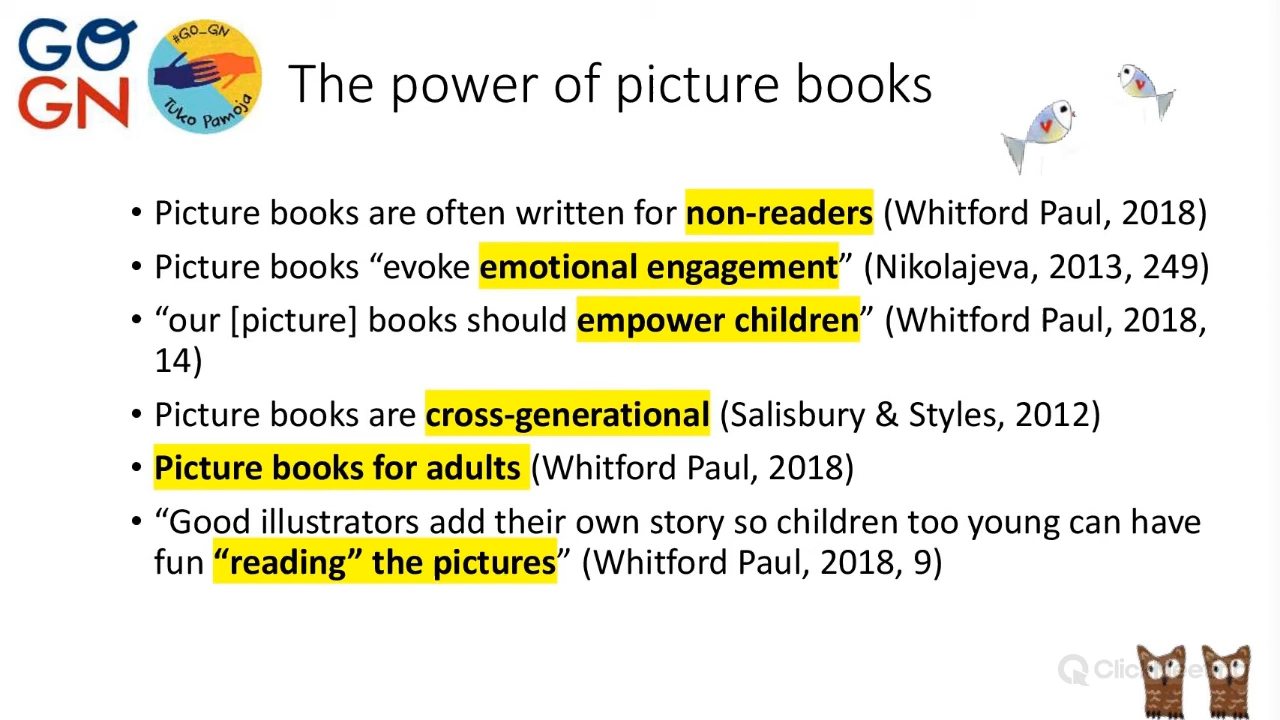 GO
GN
#GO_GN
Tuko Pamoja
The power of picture books
• Picture books are often written for non-readers (Whitford Paul, 2018)
• Picture books “evoke emotional engagement” (Nikolajeva, 2013, 249)
• “our [picture] books should empower children” (Whitford Paul, 2018,
14)
• Picture books are cross-generational (Salisbury & Styles, 2012)
• Picture books for adults (Whitford Paul, 2018)
• “Good illustrators add their own story so children too young can have
fun “reading” the pictures” (Whitford Paul, 2018, 9)
ClickMeeting